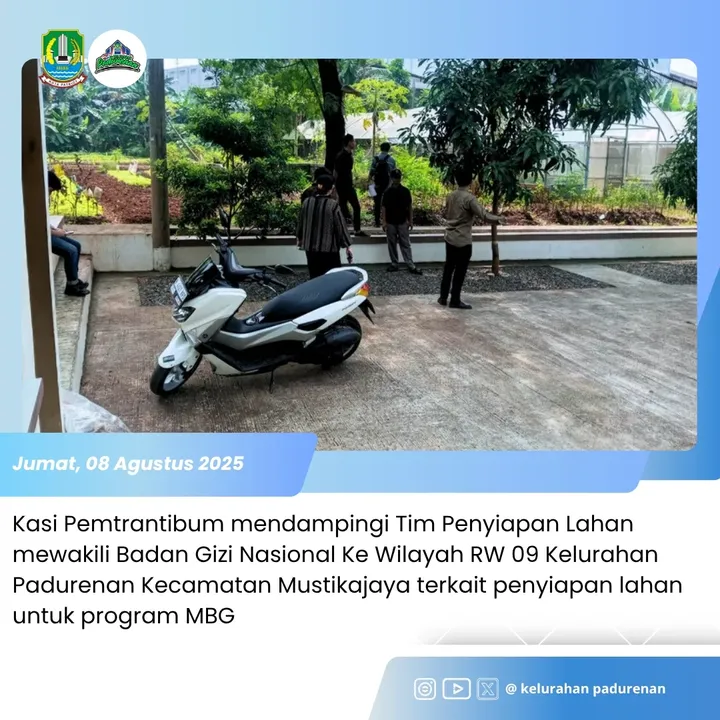 Jumat, 08 Agustus 2025
Kasi Pemtrantibum mendampingi Tim Penyiapan Lahan
mewakili Badan Gizi Nasional Ke Wilayah RW 09 Kelurahan
Padurenan Kecamatan Mustikajaya terkait penyiapan lahan
untuk program MBG
@ kelurahan padurenan